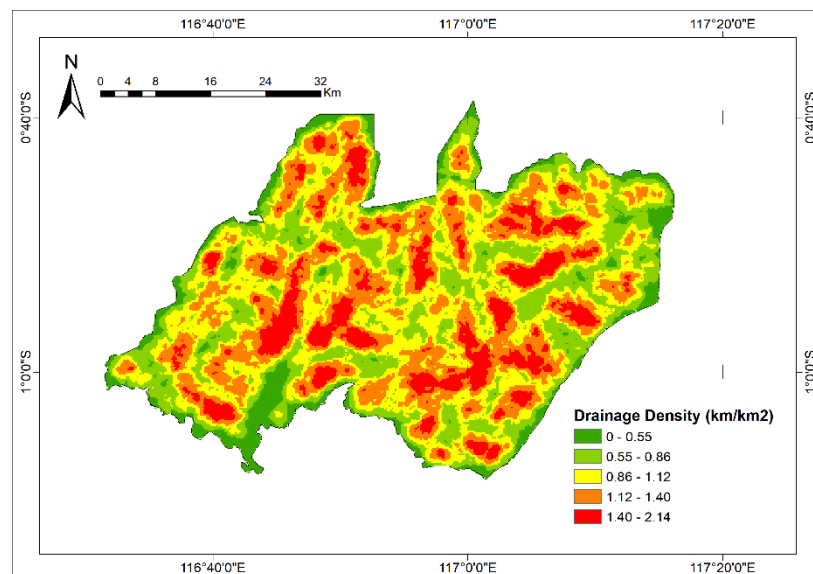 116°40'0"E 117°0'0"E 117°20'0"E
N
0 4 8 16 24 32
Km
0°40'0"S 0°40'0"S
1°0'0"S 1°0'0"S
Drainage Density (km/km2)
0 - 0.55
0.55 - 0.86
0.86 - 1.12
1.12 - 1.40
1.40 - 2.14
116°40'0"E 117°0'0"E 117°20'0"E